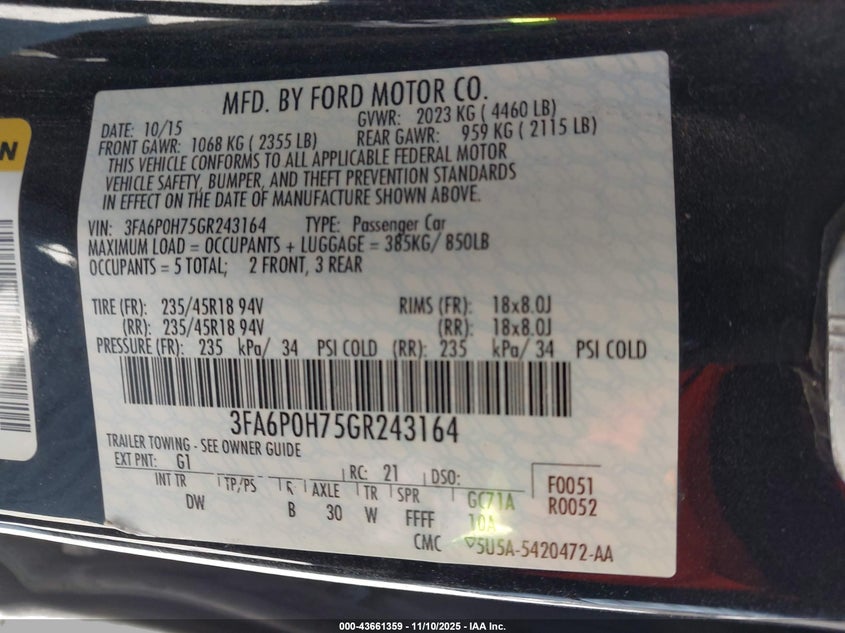 MFD. BY FORD MOTOR CO.
DATE: 10/15 GVWR: 2023 KG ( 4460 LB)
FRONT GAWR: 1068 KG ( 2355 LB) REAR GAWR: 959 KG ( 2115 LB)
THIS VEHICLE CONFORMS TO ALL APPLICABLE FEDERAL MOTOR
VEHICLE SAFETY, BUMPER, AND THEFT PREVENTION STANDARDS
IN EFFECT ON THE DATE OF MANUFACTURE SHOWN ABOVE.
VIN: 3FA6P0H75GR243164 TYPE: Passenger Car
MAXIMUM LOAD = OCCUPANTS + LUGGAGE = 385KG/ 850LB
OCCUPANTS = 5 TOTAL; 2 FRONT, 3 REAR
TIRE (FR): 235/45R18 94V RIMS (FR): 18x8.0J
(RR): 235/45R18 94V (RR): 18x8.0J
PRESSURE (FR): 235 kPa/ 34 PSI COLD (RR): 235 kPa/ 34 PSI COLD
3FA6P0H75GR243164
TRAILER TOWING - SEE OWNER GUIDE
EXT PNT: G1 RC: 21 DSO: F0051
INT TR TP/PS R AXLE TR SPR GC71A R0052
DW B 30 W FFFF 10A
CMC 5U5A-5420472-AA
000-43661359 - 11/10/2025 - IAA Inc.